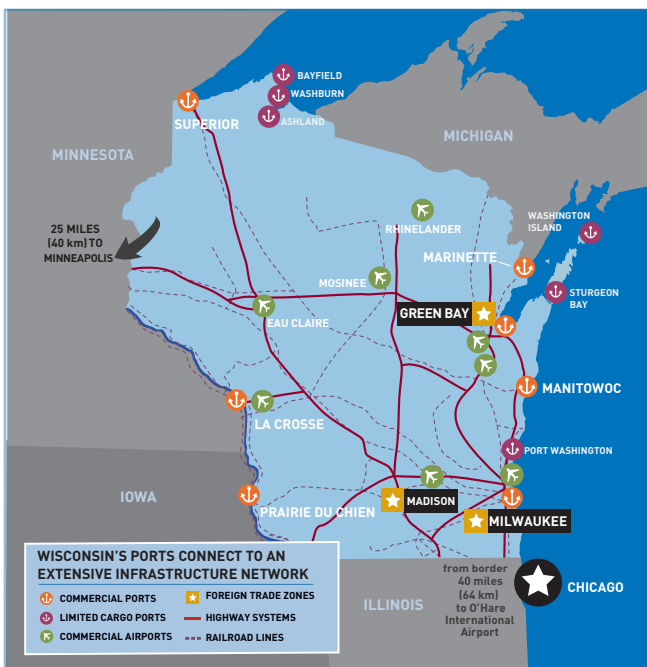 BAYFIELD
WASHBURN
ASHLAND
SUPERIOR
MICHIGAN
MINNESOTA
WASHINGTON
ISLAND
25 MILES
(40 km) TO
MINNEAPOLIS
RHINELANDER
MARINETTE
MOSINEE
STURGEON
BAY
GREEN BAY
EAU CLAIRE
MANITOWOC
LA CROSSE
PORT WASHINGTON
IOWA
PRAIRIE DU CHIEN
MADISON
MILWAUKEE
WISCONSIN'S PORTS CONNECT TO AN
EXTENSIVE INFRASTRUCTURE NETWORK
COMMERCIAL PORTS
FOREIGN TRADE ZONES
LIMITED CARGO PORTS
HIGHWAY SYSTEMS
COMMERCIAL AIRPORTS
RAILROAD LINES
ILLINOIS
from border
40 miles
(64 km)
to O'Hare
International
Airport
CHICAGO